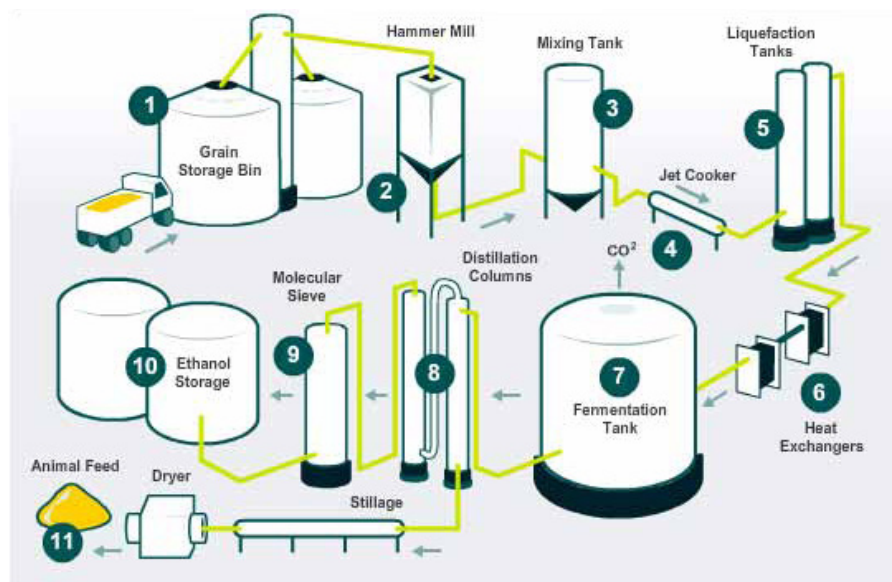 Hammer Mill
Mixing Tank
Liquefaction
Tanks
1
Grain
Storage Bin
2
3
Jet Cooker
4
5
CO²
Distillation
Columns
Molecular
Sieve
6
Heat
Exchangers
7
Fermentation
Tank
8
9
10
Ethanol
Storage
Animal Feed
Dryer
Stillage
11